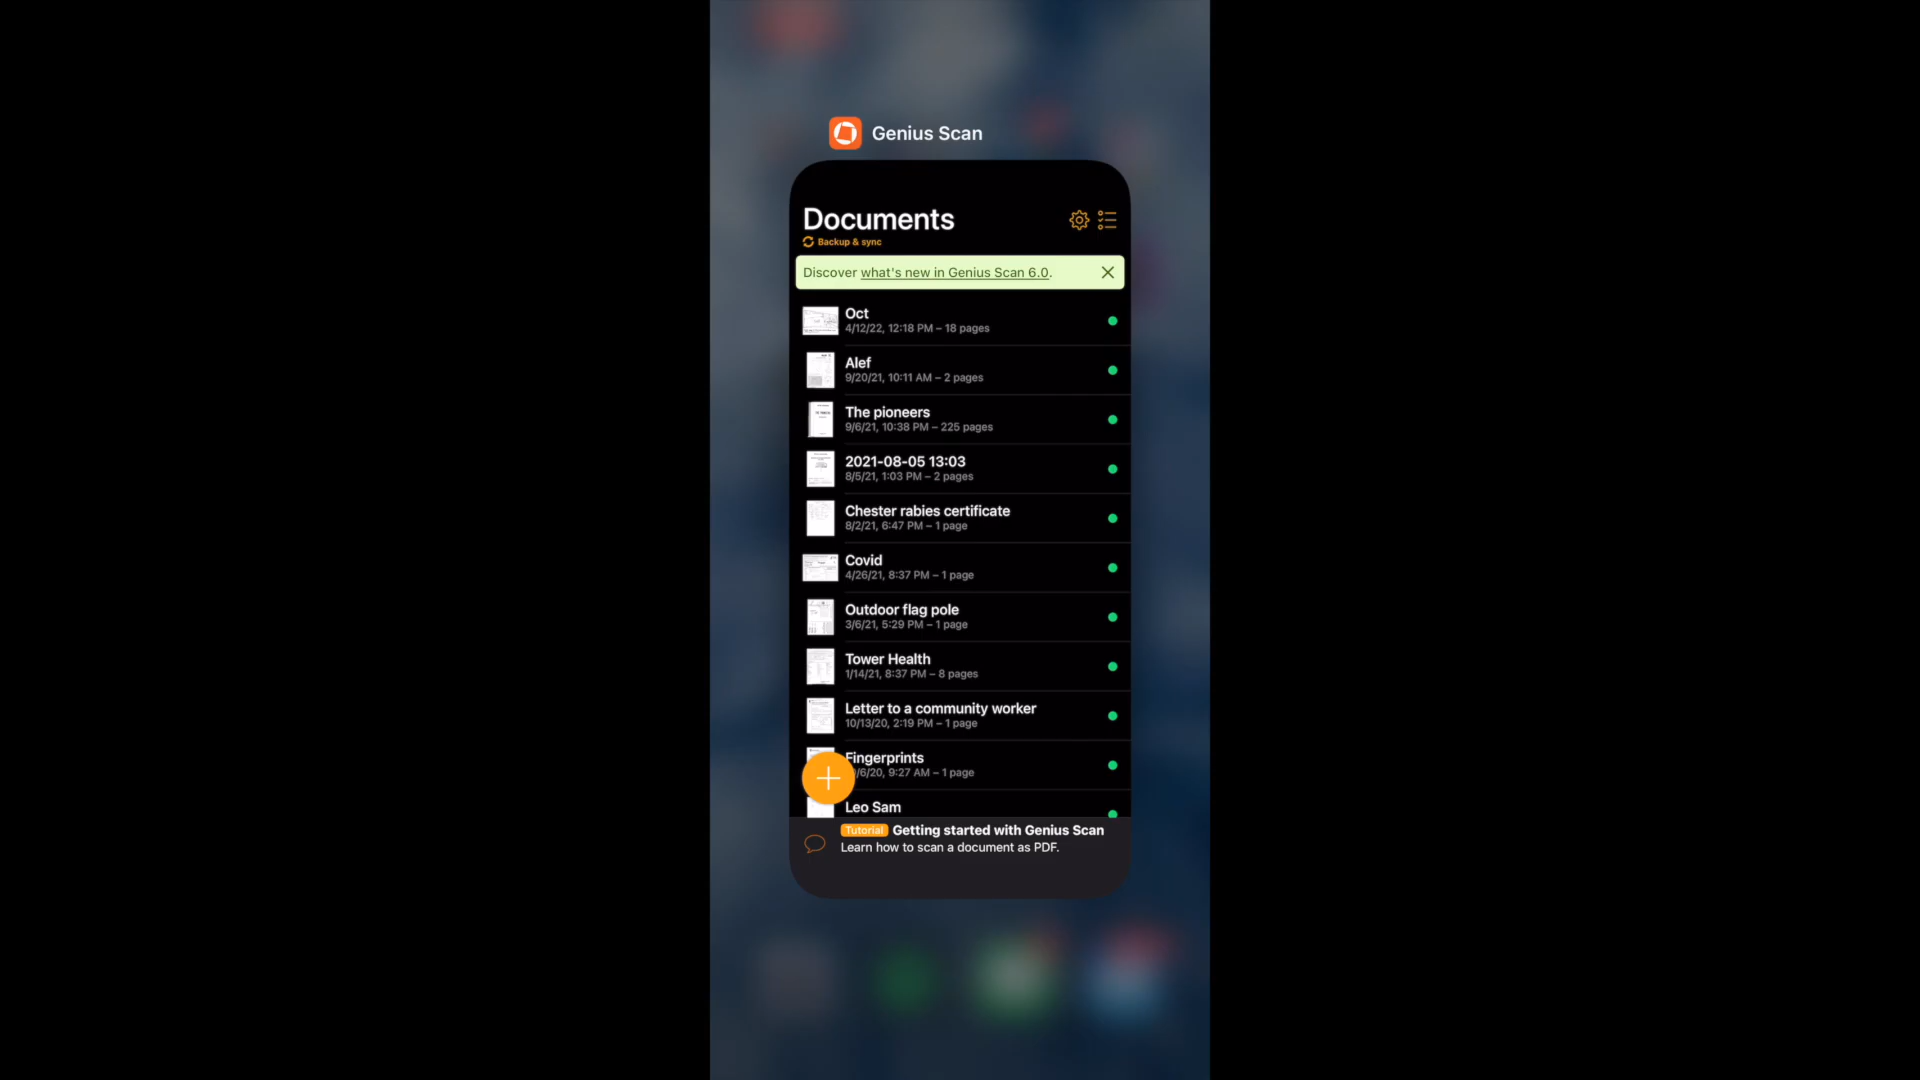 Genius Scan
Documents
Backup & sync
Discover what's new in Genius Scan 6.0.
Oct
4/12/22, 12:18 PM – 18 pages
Alef
9/20/21, 10:11 AM – 2 pages
The pioneers
9/6/21, 10:38 PM – 225 pages
2021-08-05 13:03
8/5/21, 1:03 PM – 2 pages
Chester rabies certificate
8/2/21, 6:47 PM – 1 page
Covid
4/26/21, 8:37 PM – 1 page
Outdoor flag pole
3/6/21, 5:29 PM – 1 page
Tower Health
1/14/21, 8:37 PM – 8 pages
Letter to a community worker
10/13/20, 2:19 PM – 1 page
Fingerprints
/6/20, 9:27 AM – 1 page
Leo Sam
Tutorial Getting started with Genius Scan
Learn how to scan a document as PDF.